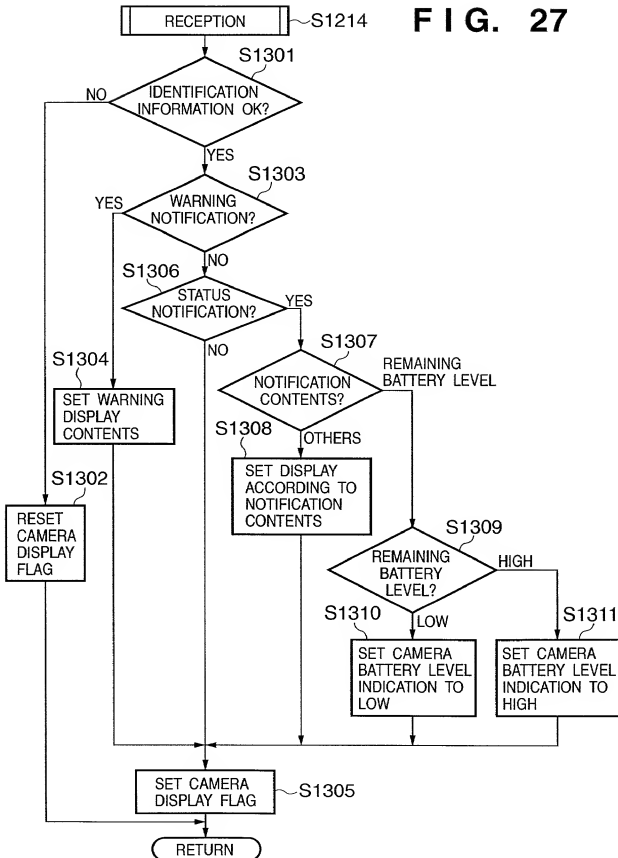 FIG. 27
RECEPTION
S1214
S1301
IDENTIFICATION
INFORMATION OK?
NO
YES
S1303
WARNING
NOTIFICATION?
YES
NO
S1306
STATUS
NOTIFICATION?
YES
NO
S1307
NOTIFICATION
CONTENTS?
REMAINING
BATTERY LEVEL
OTHERS
S1304
SET WARNING
DISPLAY
CONTENTS
S1308
SET DISPLAY
ACCORDING TO
NOTIFICATION
CONTENTS
S1302
RESET
CAMERA
DISPLAY
FLAG
S1309
REMAINING
BATTERY
LEVEL?
HIGH
LOW
S1310
SET CAMERA
BATTERY LEVEL
INDICATION TO
LOW
S1311
SET CAMERA
BATTERY LEVEL
INDICATION TO
HIGH
SET CAMERA
DISPLAY FLAG
S1305
RETURN